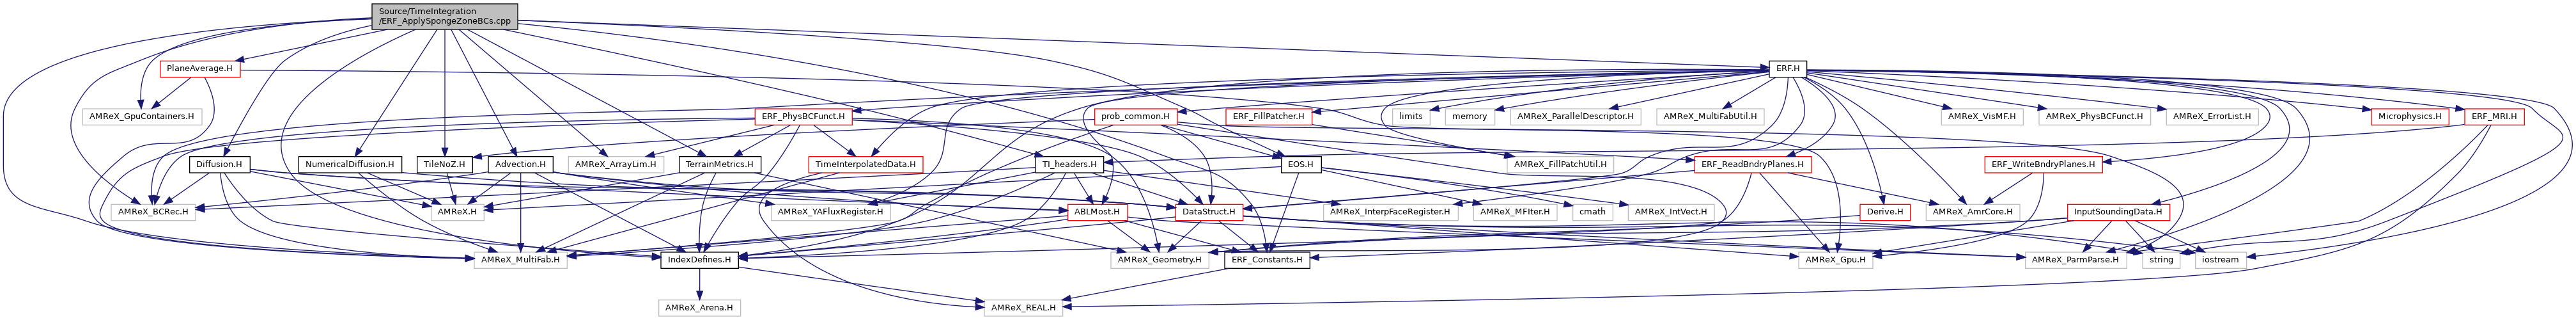 Source/TimeIntegration
/ERF_ApplySpongeZoneBCs.cpp
PlaneAverage.H
ERF.H
AMReX_GpuContainers.H
ERF_PhysBCFunct.H
prob_common.H
ERF_FillPatcher.H
limits
memory
AMReX_ParallelDescriptor.H
AMReX_MultiFabUtil.H
AMReX_VisMF.H
AMReX_PhysBCFunct.H
AMReX_ErrorList.H
Microphysics.H
ERF_MRI.H
Diffusion.H
NumericalDiffusion.H
TileNoZ.H
Advection.H
AMReX_ArrayLim.H
TerrainMetrics.H
TimeInterpolatedData.H
TI_headers.H
EOS.H
AMReX_FillPatchUtil.H
ERF_ReadBndryPlanes.H
ERF_WriteBndryPlanes.H
AMReX_BCRec.H
AMReX.H
AMReX_YAFluxRegister.H
ABLMost.H
DataStruct.H
AMReX_InterpFaceRegister.H
AMReX_MFIter.H
cmath
AMReX_IntVect.H
Derive.H
AMReX_AmrCore.H
InputSoundingData.H
AMReX_MultiFab.H
IndexDefines.H
AMReX_Geometry.H
ERF_Constants.H
AMReX_Gpu.H
AMReX_ParmParse.H
string
iostream
AMReX_Arena.H
AMReX_REAL.H